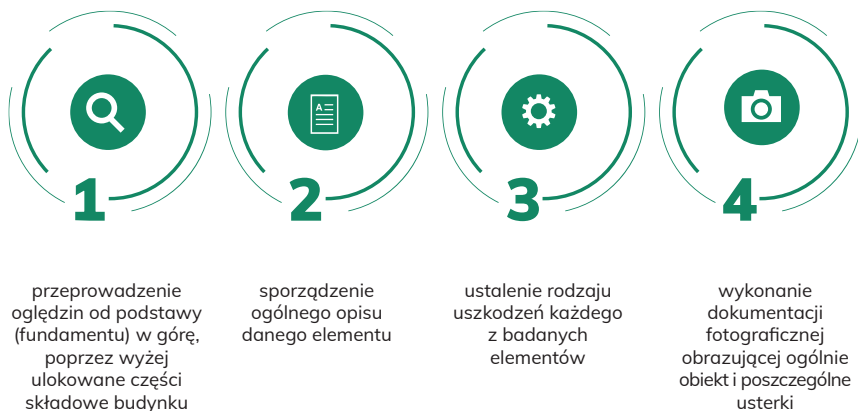 1
przeprowadzenie
oględzin od podstawy
(fundamentu) w górę,
poprzez wyżej
ulokowane części
składowe budynku
A
2
sporządzenie
ogólnego opisu
danego elementu
3
ustalenie rodzaju
uszkodzeń każdego
z badanych
elementów
4
wykonanie
dokumentacji
fotograficznej
obrazującej ogólnie
obiekt i poszczególne
usterki